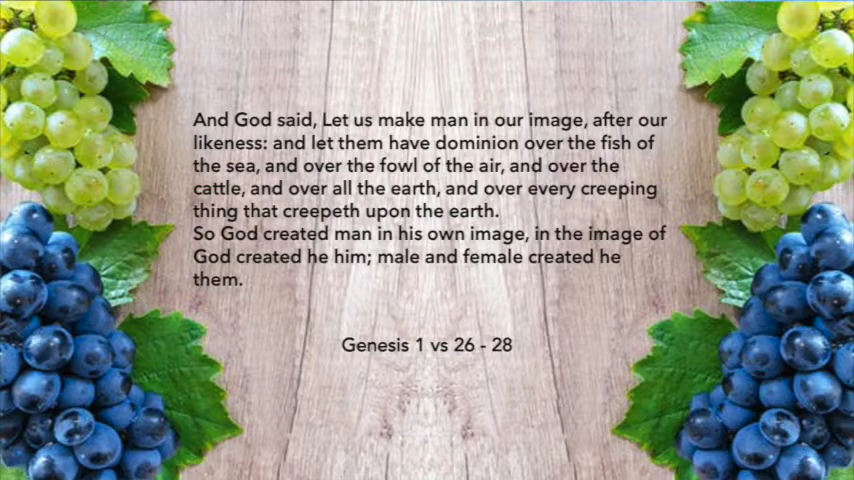 And God said, Let us make man in our image, after our
likeness: and let them have dominion over the fish of
the sea, and over the fowl of the air, and over the
cattle, and over all the earth, and over every creeping
thing that creepeth upon the earth.
So God created man in his own image, in the image of
God created he him; male and female created he
them.
Genesis 1 vs 26 - 28